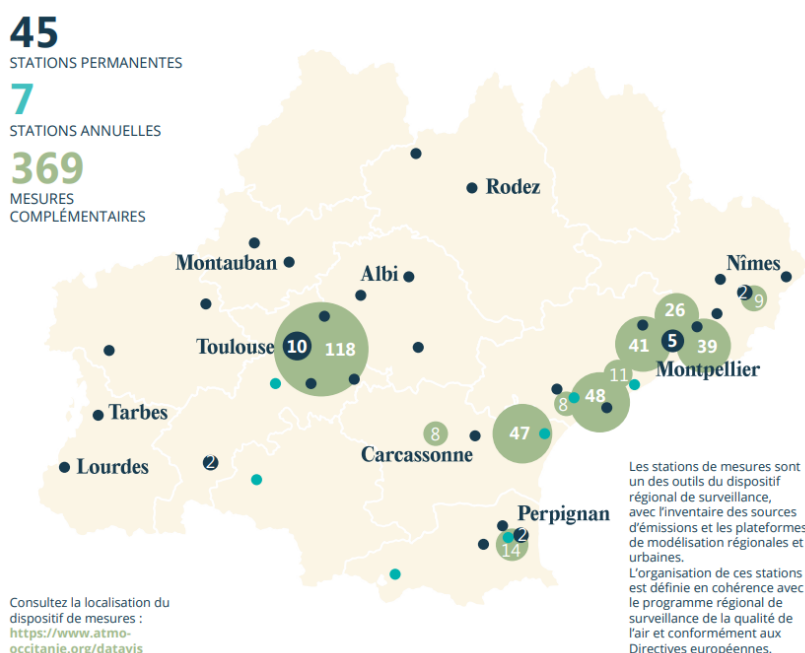 45
STATIONS PERMANENTES
7
STATIONS ANNUELLES
369
MESURES
COMPLÉMENTAIRES
Rodez
Montauban
Albi
Nîmes
2
9
26
Toulouse
10
118
41
5
39
Montpellier
11
48
8
Tarbes
47
8
Carcassonne
2
Lourdes
Perpignan
2
14
Les stations de mesures sont
un des outils du dispositif
régional de surveillance,
avec l'inventaire des sources
d'émissions et les plateformes
de modélisation régionales et
urbaines.
L'organisation de ces stations
est définie en cohérence avec
le programme régional de
surveillance de la qualité de
l'air et conformément aux
Directives européennes.
Consultez la localisation du
dispositif de mesures :
https://www.atmo-
occitanie.org/datavis